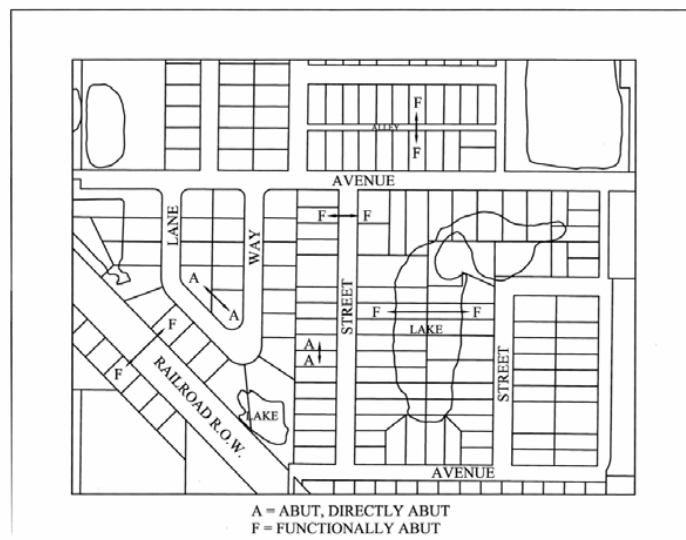 F
ALLEY
F
AVENUE
LANE
F F
WAY
A
A
STREET
F F
LAKE
F
A
A
F
RAILROAD R.O.W.
STREET
LAKE
AVENUE
A = ABUT, DIRECTLY ABUT
F = FUNCTIONALLY ABUT